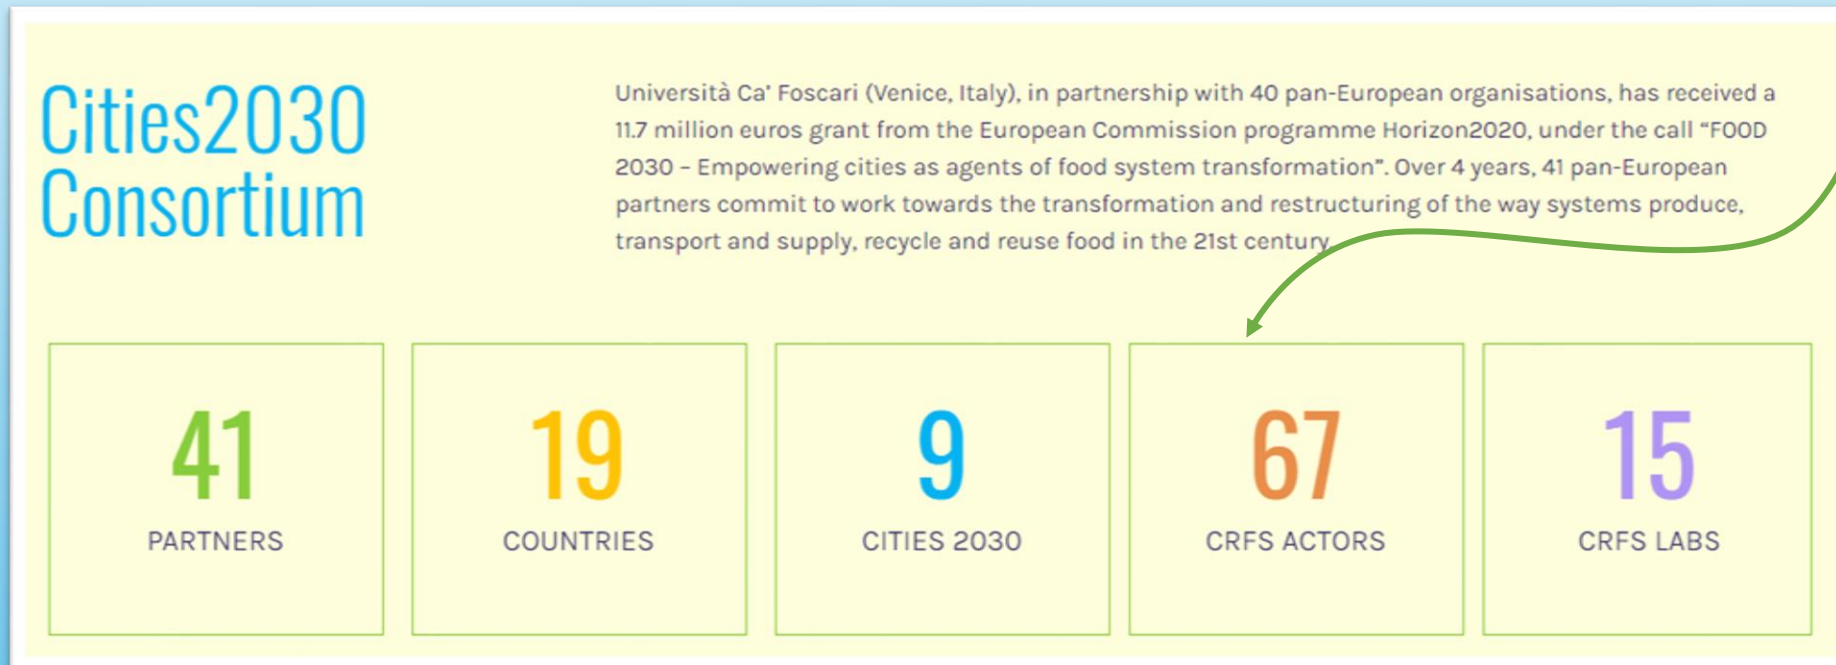 Cities2030
Consortium
Università Ca' Foscari (Venice, Italy), in partnership with 40 pan-European organisations, has received a
11.7 million euros grant from the European Commission programme Horizon2020, under the call “FOOD
2030 – Empowering cities as agents of food system transformation”. Over 4 years, 41 pan-European
partners commit to work towards the transformation and restructuring of the way systems produce,
transport and supply, recycle and reuse food in the 21st century.
41
PARTNERS
19
COUNTRIES
9
CITIES 2030
67
CRFS ACTORS
15
CRFS LABS